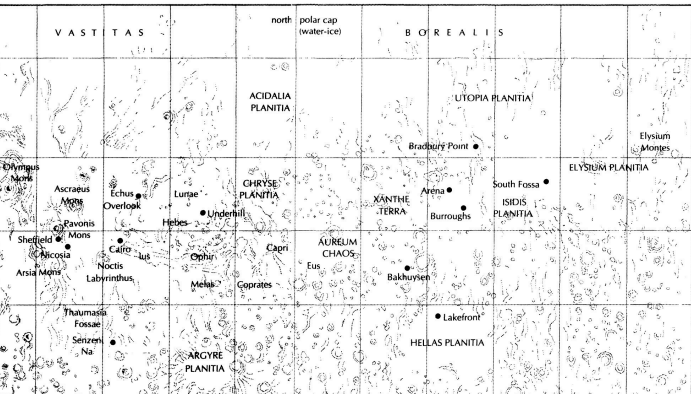 north polar cap
(water-ice)
VASTITAS BOREALIS
ACIDALIA
PLANITIA
UTOPIA PLANITIA
Bradbury Point
Elysium
Montes
Olympus
Mons
ELYSIUM PLANITIA
Ascraeus
Mons
Echus
Overlook
Lunae
CHRYSE
PLANITIA
Arena
South Fossa
XANTHE
TERRA
Burroughs
ISIDIS
PLANITIA
Underhill
Hebes
Pavonis
Mons
Sheffield
Nicosia
Cairo
Ius
Ophir
Capri
AUREUM
CHAOS
Arsia Mons
Noctis
Labyrinthus
Eus
Bakhuysen
Melas
Coprates
Thaumasia
Fossae
Lakefront
Senzeni
Na
ARGYRE
PLANITIA
HELLAS PLANITIA